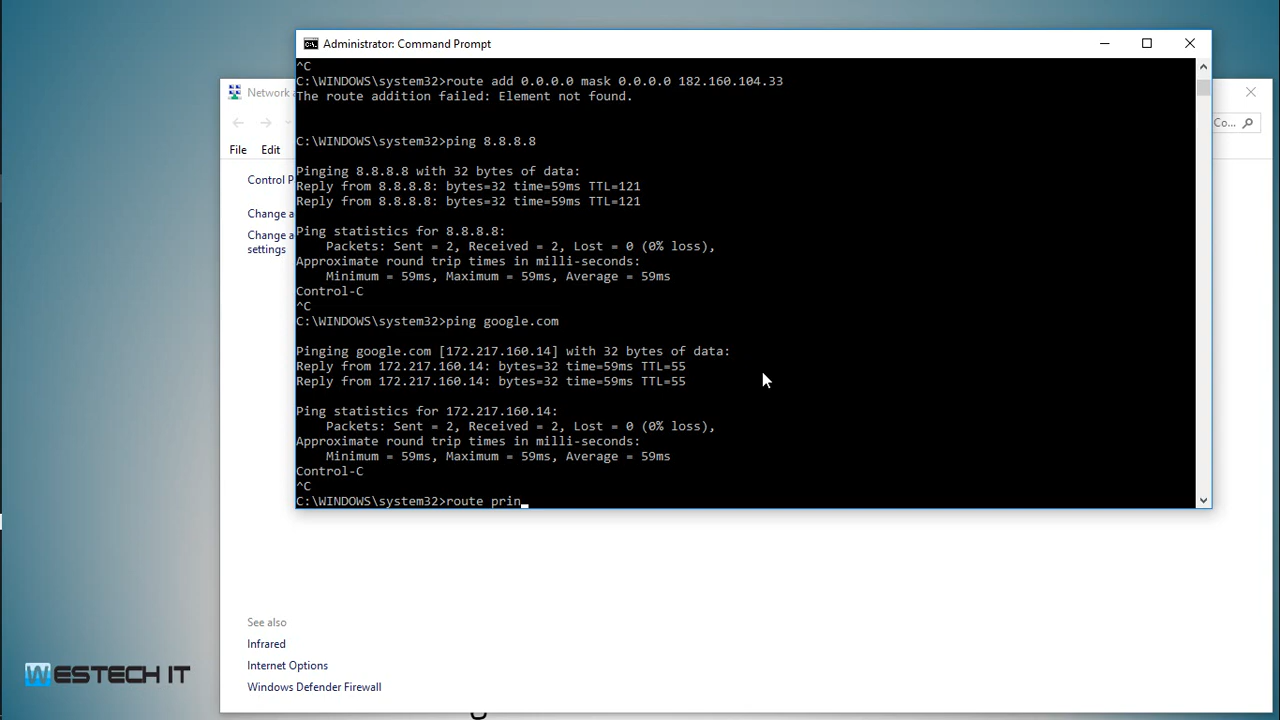 Administrator: Command Prompt
^C
C:\WINDOWS\system32>route add 0.0.0.0 mask 0.0.0.0 182.160.104.33
The route addition failed: Element not found.
C:\WINDOWS\system32>ping 8.8.8.8
Pinging 8.8.8.8 with 32 bytes of data:
Reply from 8.8.8.8: bytes=32 time=59ms TTL=121
Reply from 8.8.8.8: bytes=32 time=59ms TTL=121
Ping statistics for 8.8.8.8:
Packets: Sent = 2, Received = 2, Lost = 0 (0% loss),
Approximate round trip times in milli-seconds:
Minimum = 59ms, Maximum = 59ms, Average = 59ms
Control-C
^C
C:\WINDOWS\system32>ping google.com
Pinging google.com [172.217.160.14] with 32 bytes of data:
Reply from 172.217.160.14: bytes=32 time=59ms TTL=55
Reply from 172.217.160.14: bytes=32 time=59ms TTL=55
Ping statistics for 172.217.160.14:
Packets: Sent = 2, Received = 2, Lost = 0 (0% loss),
Approximate round trip times in milli-seconds:
Minimum = 59ms, Maximum = 59ms, Average = 59ms
Control-C
^C
C:\WINDOWS\system32>route prin
Network a
Co...
File Edit
Control P
Change a
Change a
settings
See also
Infrared
Internet Options
Windows Defender Firewall
WESTECH IT